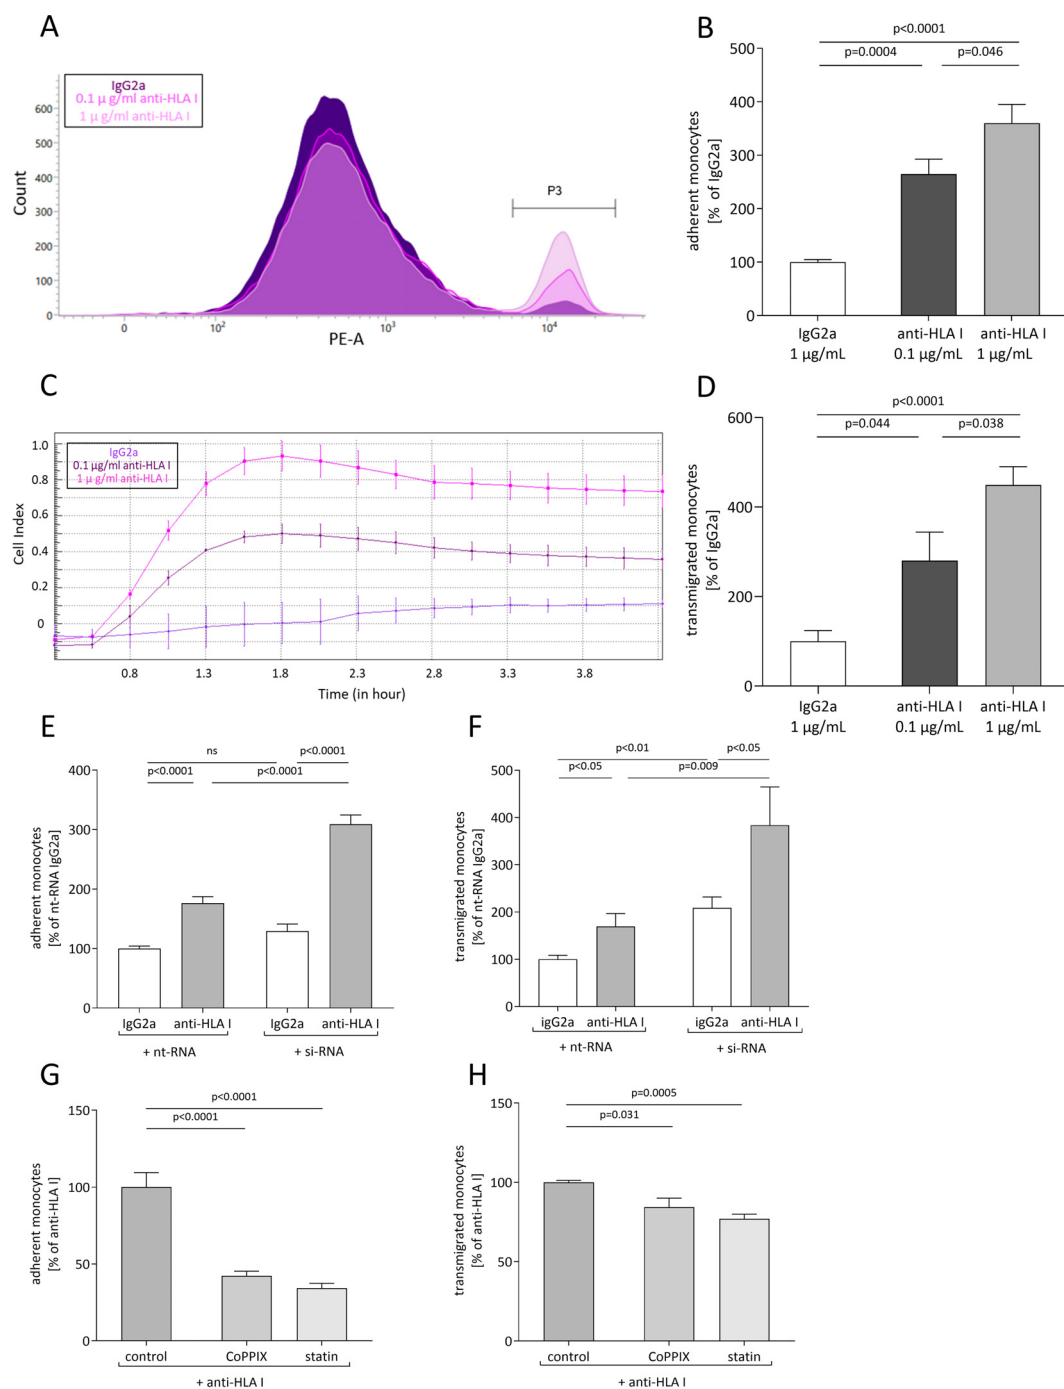 A
IgG2a
0.1 µ g/ml anti-HLA I
1 µ g/ml anti-HLA I
P3
600
500
400
300
200
100
0
Count
0 10² 10³ 10⁴
PE-A
B
p<0.0001
p=0.0004 p=0.046
500
400
300
200
100
0
adherent monocytes
[% of IgG2a]
IgG2a anti-HLA I anti-HLA I
1 µg/mL 0.1 µg/mL 1 µg/mL
C
IgG2a
0.1 µg/ml anti-HLA I
1 µg/ml anti-HLA I
1.0
0.8
0.6
0.4
0.2
0
Cell Index
0.8 1.3 1.8 2.3 2.8 3.3 3.8
Time (in hour)
D
p<0.0001
p=0.044 p=0.038
600
400
200
0
transmigrated monocytes
[% of IgG2a]
IgG2a anti-HLA I anti-HLA I
1 µg/mL 0.1 µg/mL 1 µg/mL
E
ns p<0.0001
p<0.0001 p<0.0001
400
300
200
100
0
adherent monocytes
[% of nt-RNA IgG2a]
IgG2a anti-HLA I IgG2a anti-HLA I
+ nt-RNA + si-RNA
F
p<0.01 p<0.05
p<0.05 p=0.009
500
400
300
200
100
0
transmigrated monocytes
[% of nt-RNA IgG2a]
igG2a anti-HLA I igG2a anti-HLA I
+ nt-RNA + si-RNA
G
p<0.0001
p<0.0001
150
100
50
0
adherent monocytes
[% of anti-HLA I]
control CoPPIX statin
+ anti-HLA I
H
p=0.0005
p=0.031
150
100
50
0
transmigrated monocytes
[% of anti-HLA I]
control CoPPIX statin
+ anti-HLA I